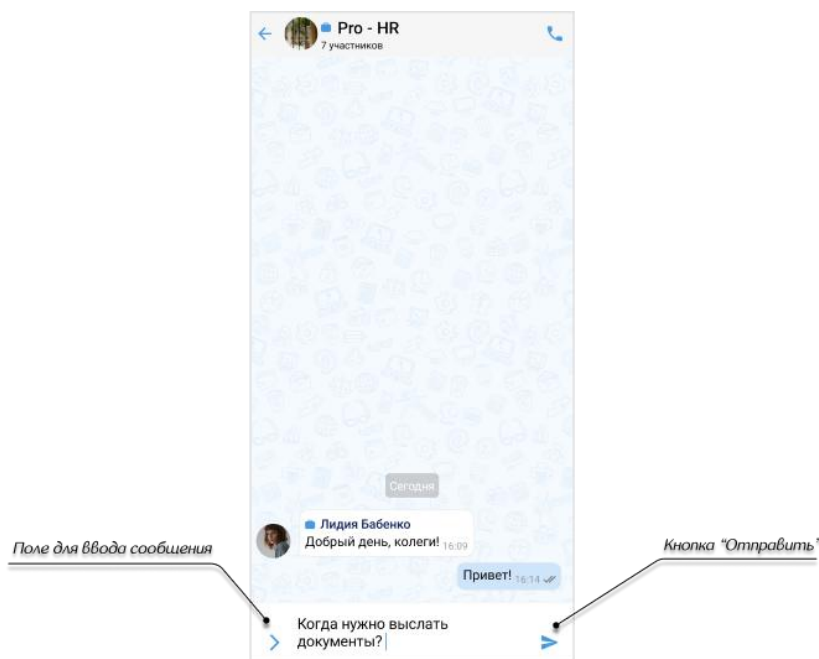 Pro - HR
7 участников
Сегодня
Лидия Бабенко
Добрый день, колеги! 16:09
Привет! 16:14
Поле для ввода сообщения
Кнопка “Отправить”
Когда нужно выслать
документы?